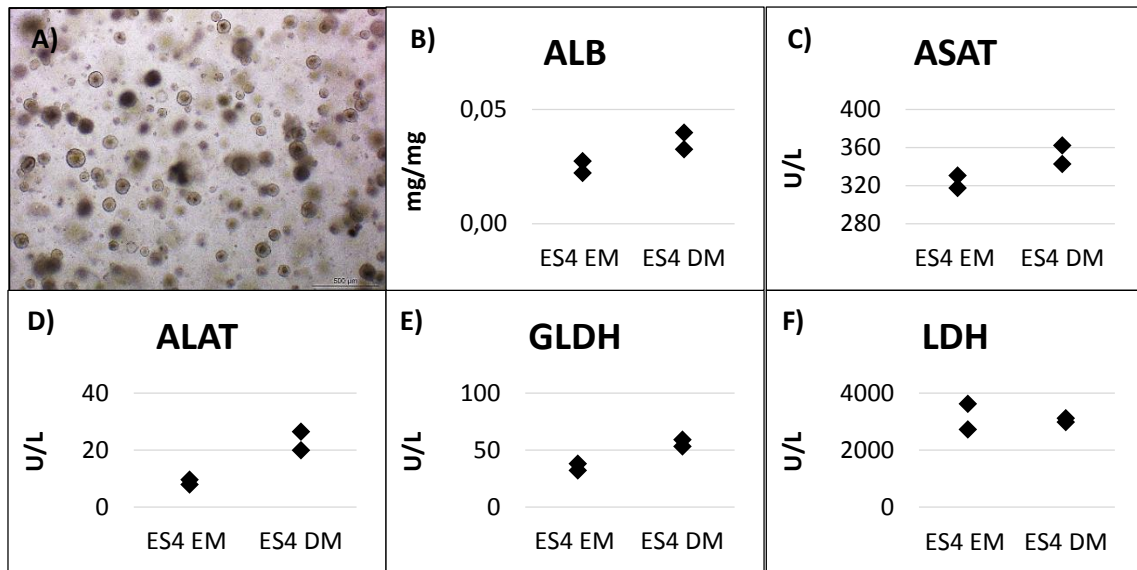 A)
500 µm
B)
ALB
mg/mg
0,05
0,00
ES4 EM
ES4 DM
C)
ASAT
U/L
400
360
320
280
ES4 EM
ES4 DM
D)
ALAT
U/L
40
20
0
ES4 EM
ES4 DM
E)
GLDH
U/L
100
50
0
ES4 EM
ES4 DM
F)
LDH
U/L
4000
2000
0
ES4 EM
ES4 DM